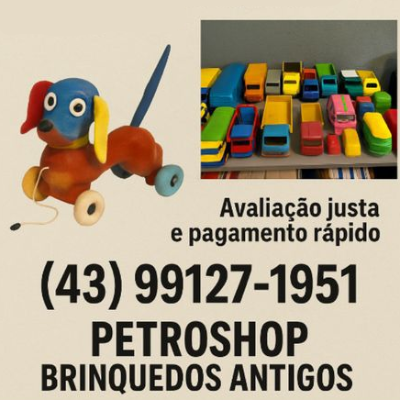 Avaliação justa
e pagamento rápido
(43) 99127-1951
PETROSHOP
BRINQUEDOS ANTIGOS